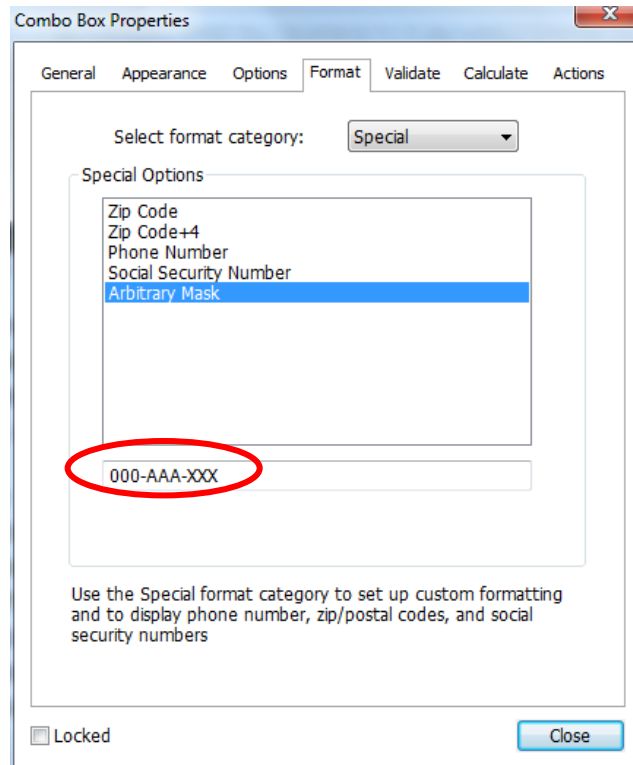 Combo Box Properties
General Appearance Options Format Validate Calculate Actions
Select format category: Special
Special Options
Zip Code
Zip Code+4
Phone Number
Social Security Number
Arbitrary Mask
000-AAA-XXX
Use the Special format category to set up custom formatting
and to display phone number, zip/postal codes, and social
security numbers
Locked Close